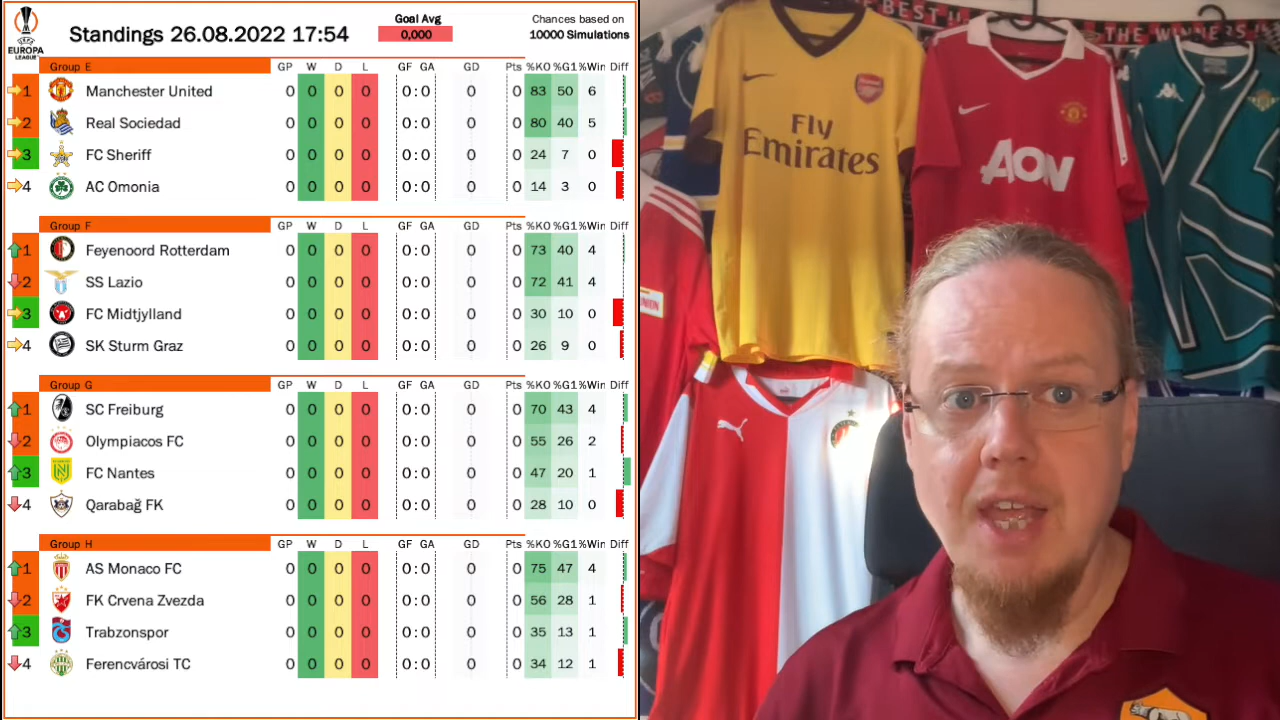 UEFA
EUROPA
LEAGUE
Standings 26.08.2022 17:54
Goal Avg
0,000
Chances based on
10000 Simulations
Group E GP W D L GF GA GD Pts %KO %G1 %Win Diff
1 Manchester United 0 0 0 0 0:0 0 0 83 50 6
2 Real Sociedad 0 0 0 0 0:0 0 0 80 40 5
3 FC Sheriff 0 0 0 0 0:0 0 0 24 7 0
4 AC Omonia 0 0 0 0 0:0 0 0 14 3 0
Group F GP W D L GF GA GD Pts %KO %G1 %Win Diff
1 Feyenoord Rotterdam 0 0 0 0 0:0 0 0 73 40 4
2 SS Lazio 0 0 0 0 0:0 0 0 72 41 4
3 FC Midtjylland 0 0 0 0 0:0 0 0 30 10 0
4 SK Sturm Graz 0 0 0 0 0:0 0 0 26 9 0
Group G GP W D L GF GA GD Pts %KO %G1 %Win Diff
1 SC Freiburg 0 0 0 0 0:0 0 0 70 43 4
2 Olympiacos FC 0 0 0 0 0:0 0 0 55 26 2
3 FC Nantes 0 0 0 0 0:0 0 0 47 20 1
4 Qarabağ FK 0 0 0 0 0:0 0 0 28 10 0
Group H GP W D L GF GA GD Pts %KO %G1 %Win Diff
1 AS Monaco FC 0 0 0 0 0:0 0 0 75 47 4
2 FK Crvena Zvezda 0 0 0 0 0:0 0 0 56 28 1
3 Trabzonspor 0 0 0 0 0:0 0 0 35 13 1
4 Ferencvárosi TC 0 0 0 0 0:0 0 0 34 12 1
BEST !!
THE WINNERS
Arsenal
Fly
Emirates
AON
UNION